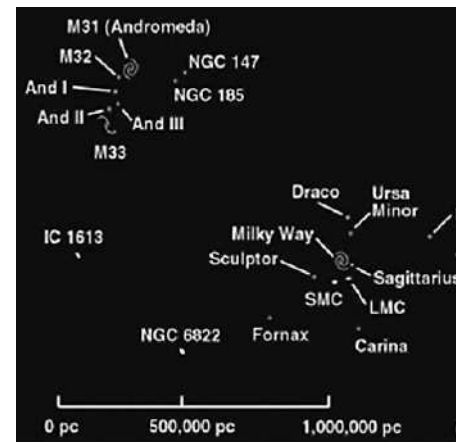 M31 (Andromeda)
M32
NGC 147
And I
NGC 185
And II
And III
M33
Draco
Ursa
Minor
IC 1613
Milky Way
Sculptor
Sagittarius
SMC
LMC
NGC 6822
Fornax
Carina
0 pc
500,000 pc
1,000,000 pc